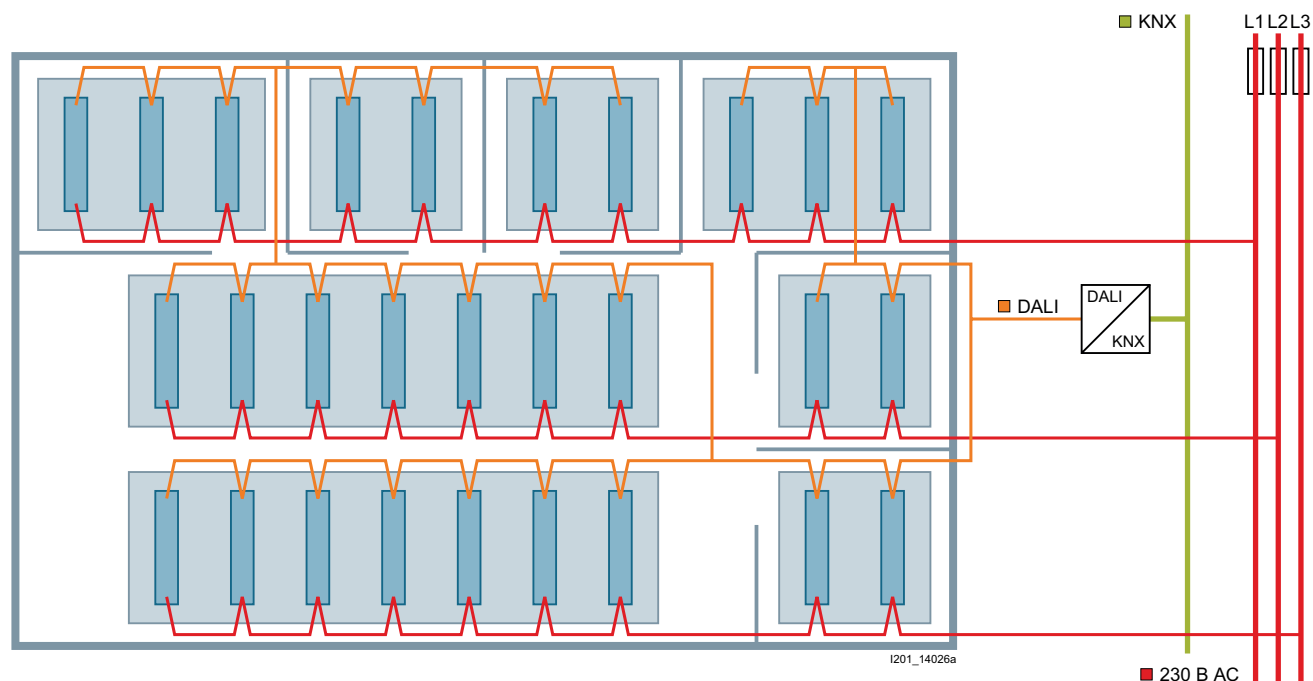 KNX
L1 L2 L3
DALI
DALI
KNX
I201_14026a
230 В AC